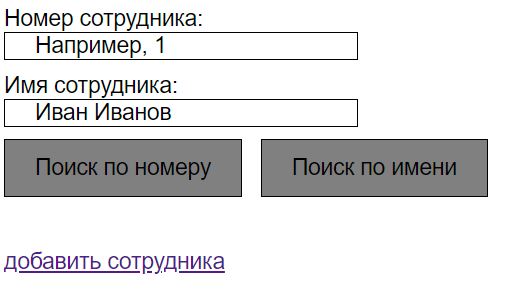 Номер сотрудника:
Например, 1
Имя сотрудника:
Иван Иванов
Поиск по номеру Поиск по имени
добавить сотрудника